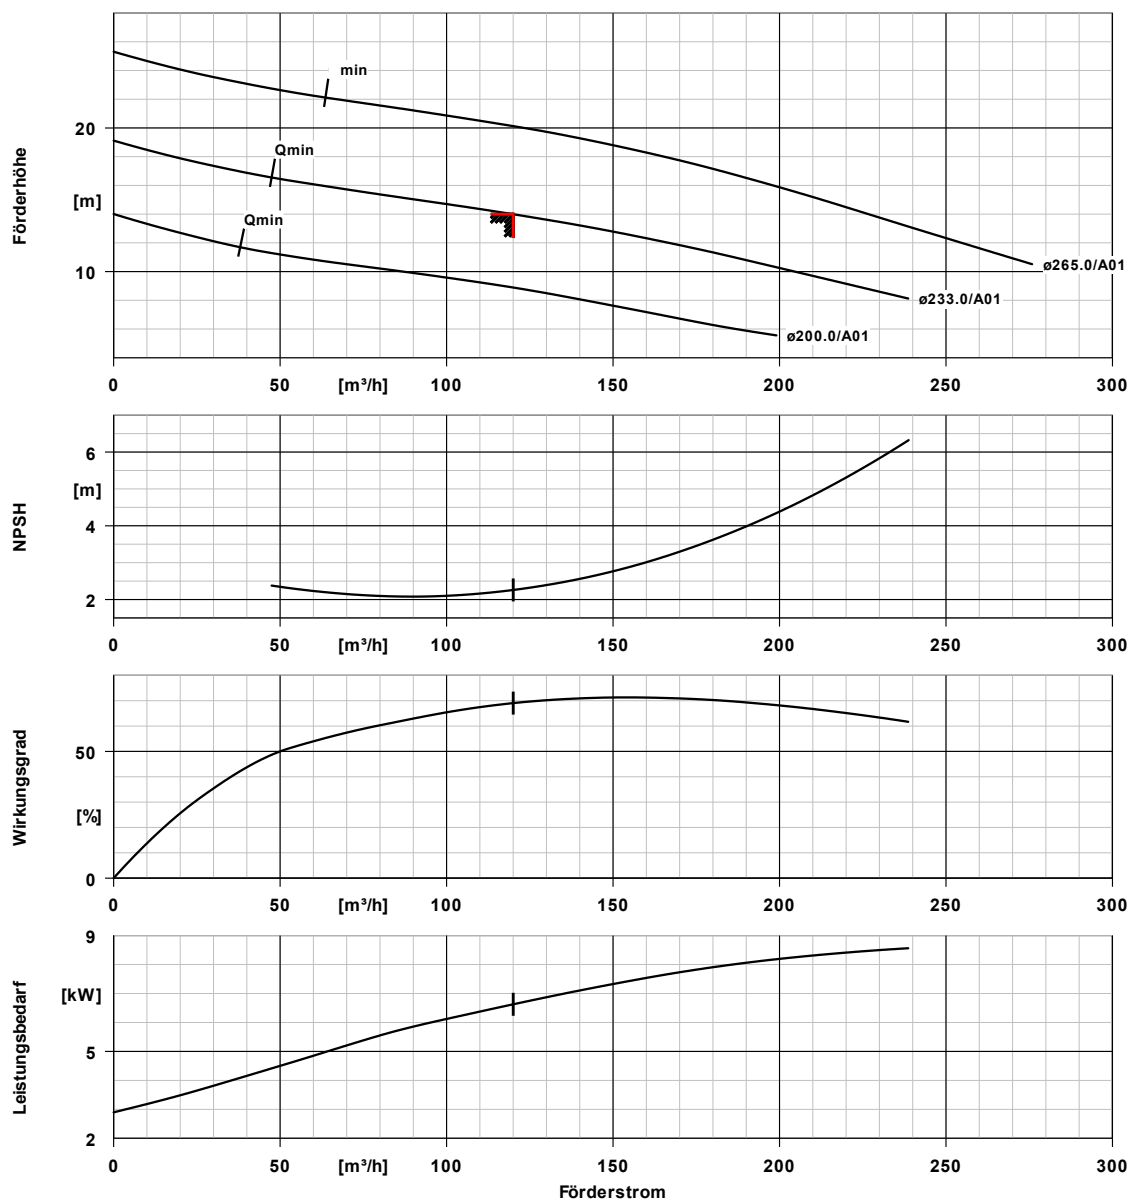 min
20
Qmin
Förderhöhe
[m]
Qmin
10
ø265.0/A01
ø233.0/A01
ø200.0/A01
0 50 [m³/h] 100 150 200 250 300
6
[m]
NPSH
4
2
0 50 [m³/h] 100 150 200 250 300
50
Wirkungsgrad
[%]
0
0 50 [m³/h] 100 150 200 250 300
9
[kW]
Leistungsbedarf
5
2
0 50 [m³/h] 100 150 200 250 300
Förderstrom